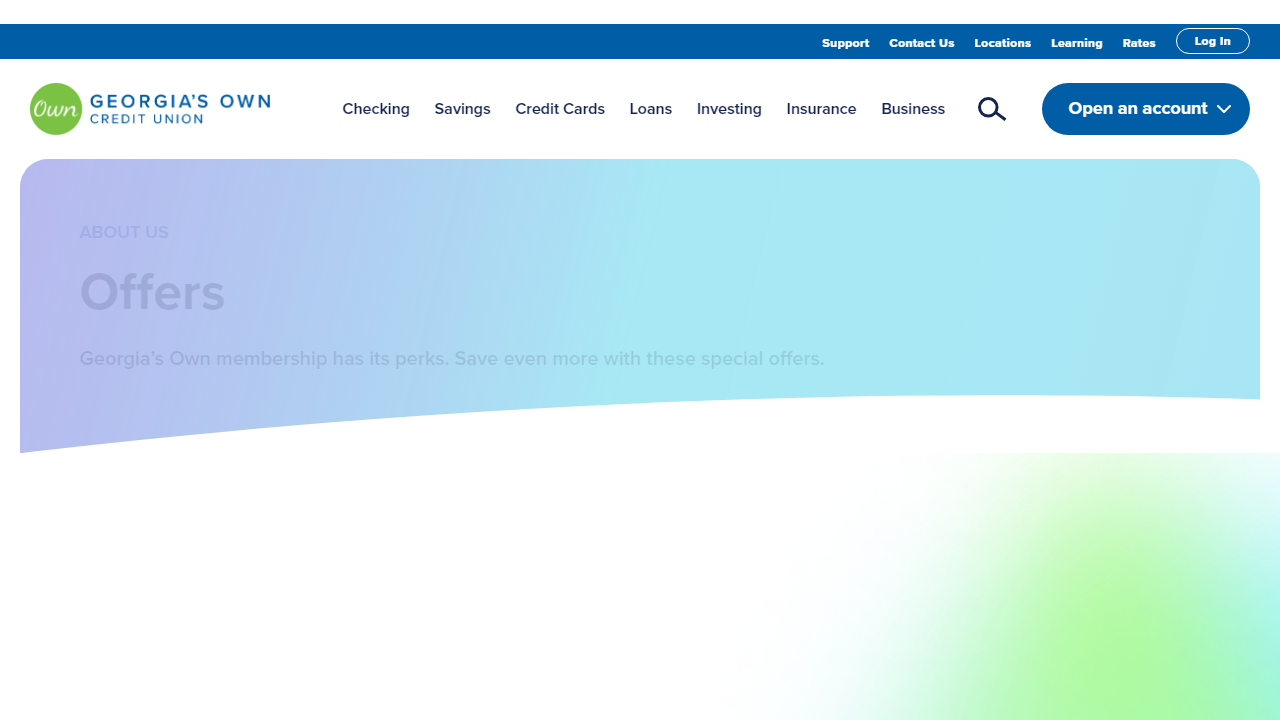 Support Contact Us Locations Learning Rates Log In
Own GEORGIA'S OWN
CREDIT UNION
Checking Savings Credit Cards Loans Investing Insurance Business Open an account
ABOUT US
Offers
Georgia's Own membership has its perks. Save even more with these special offers.